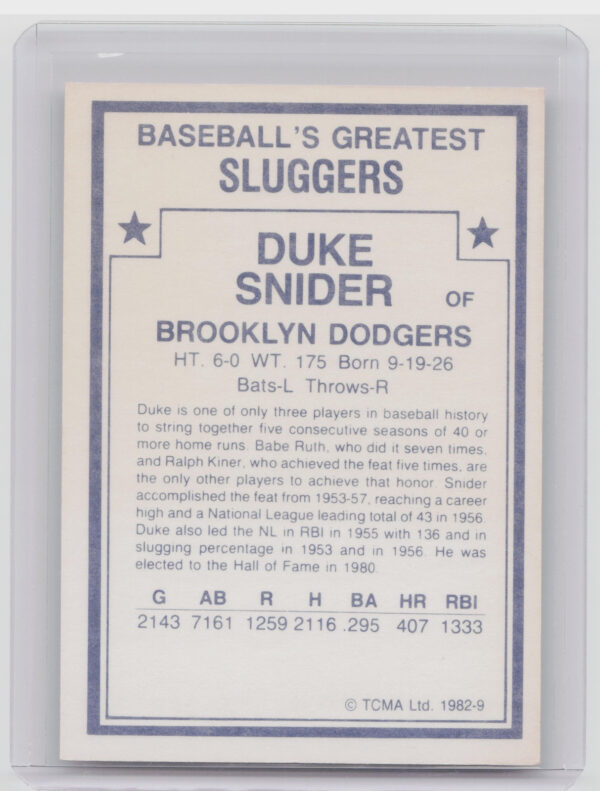 BASEBALL'S GREATEST
SLUGGERS
DUKE
SNIDER OF
BROOKLYN DODGERS
HT. 6-0 WT. 175 Born 9-19-26
Bats-L Throws-R
Duke is one of only three players in baseball history
to string together five consecutive seasons of 40 or
more home runs. Babe Ruth, who did it seven times,
and Ralph Kiner, who achieved the feat five times, are
the only other players to achieve that honor. Snider
accomplished the feat from 1953-57, reaching a career
high and a National League leading total of 43 in 1956.
Duke also led the NL in RBI in 1955 with 136 and in
slugging percentage in 1953 and in 1956. He was
elected to the Hall of Fame in 1980.
G AB R H BA HR RBI
2143 7161 1259 2116 .295 407 1333
© TCMA Ltd. 1982-9